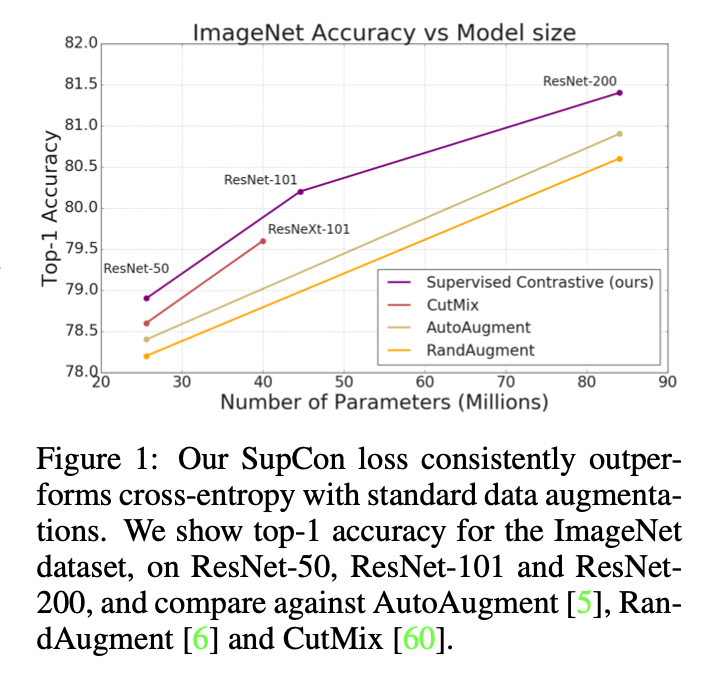 ImageNet Accuracy vs Model size
82.0
81.5
81.0
80.5
80.0
79.5
79.0
78.5
78.0
Top-1 Accuracy
ResNet-200
ResNet-101
ResNeXt-101
ResNet-50
Supervised Contrastive (ours)
CutMix
AutoAugment
RandAugment
20 30 40 50 60 70 80 90
Number of Parameters (Millions)
Figure 1: Our SupCon loss consistently outper-
forms cross-entropy with standard data augmenta-
tions. We show top-1 accuracy for the ImageNet
dataset, on ResNet-50, ResNet-101 and ResNet-
200, and compare against AutoAugment [5], Ran-
dAugment [6] and CutMix [60].